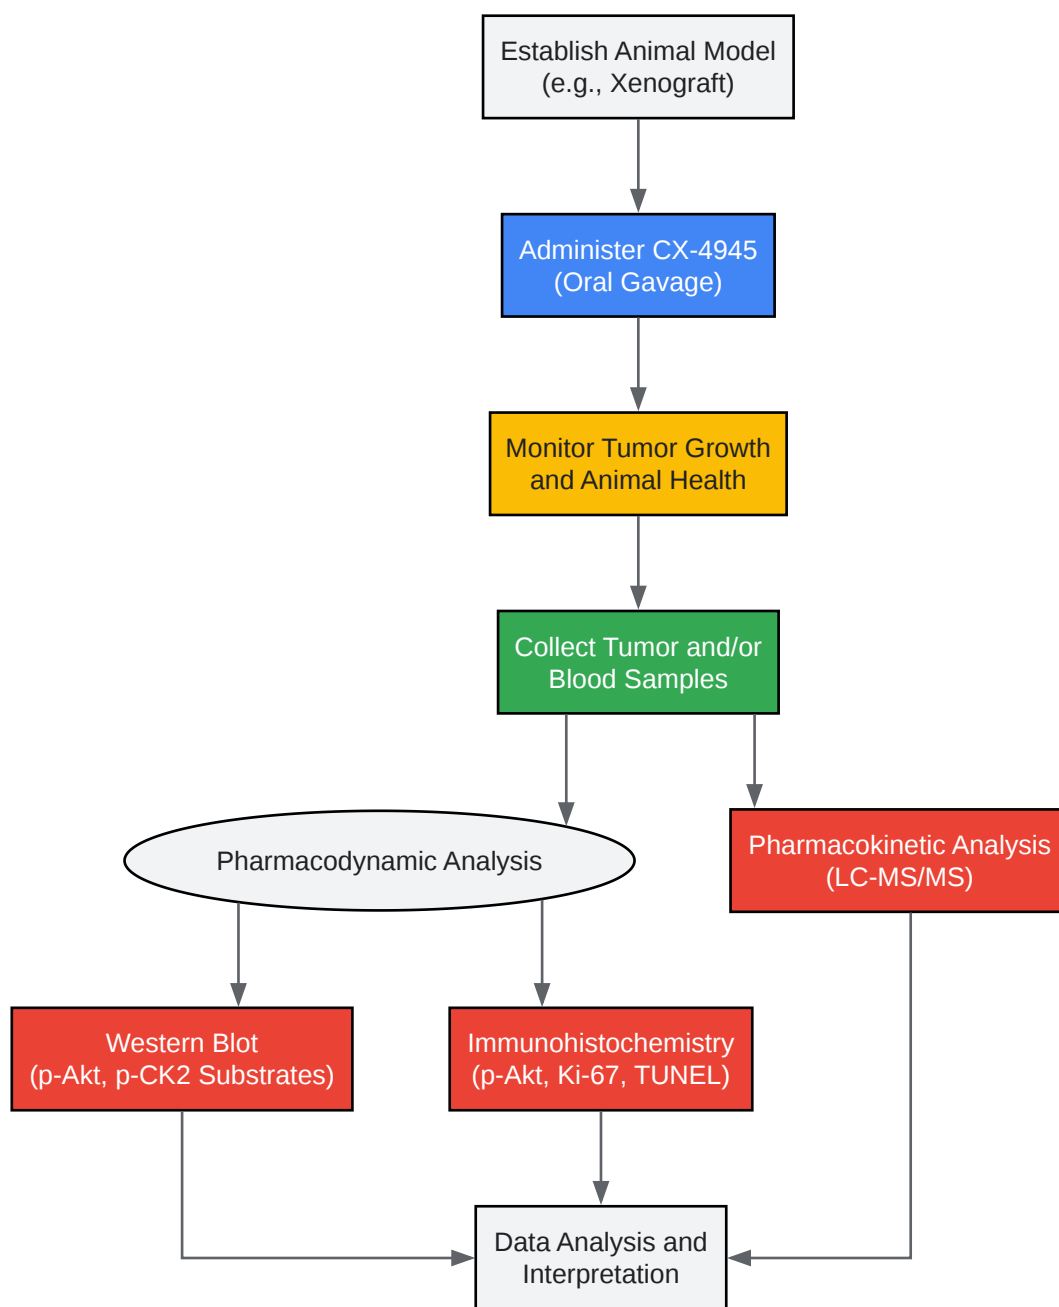 Establish Animal Model
(e.g., Xenograft)
Administer CX-4945
(Oral Gavage)
Monitor Tumor Growth
and Animal Health
Collect Tumor and/or
Blood Samples
Pharmacodynamic Analysis
Pharmacokinetic Analysis
(LC-MS/MS)
Western Blot
(p-Akt, p-CK2 Substrates)
Immunohistochemistry
(p-Akt, Ki-67, TUNEL)
Data Analysis and
Interpretation